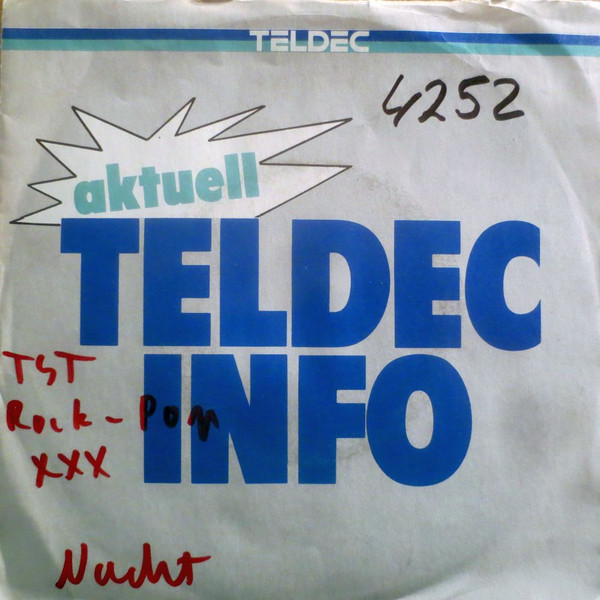 TELDEC
4252
aktuell
TELDEC
INFO
TST
Rock - Pop
XXX
Nacht